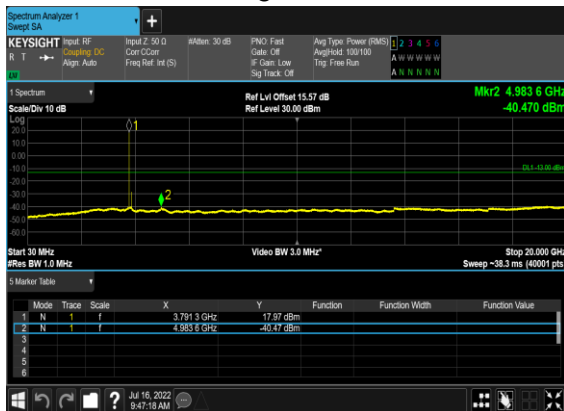 Spectrum Analyzer 1
Swept SA
+
KEYSIGHT Input: RF Input Z: 50 Ω #Atten: 30 dB PNO: Fast Avg Type: Power (RMS) 1 2 3 4 5 6
R T Coupling: DC Corr CCorr Gate: Off Avg|Hold: 100/100 A W W W W W
Align: Auto Freq Ref: Int (S) IF Gain: Low Trig: Free Run
Sig Track: Off A N N N N N
1 Spectrum Ref Lvl Offset 15.57 dB Mkr2 4.983 6 GHz
Scale/Div 10 dB Ref Level 30.00 dBm -40.470 dBm
Log
20.0 1
10.0
0.00
-10.0 DL1 -13.00 dBm
-20.0
-30.0 2
-40.0
-50.0
-60.0
Start 30 MHz Video BW 3.0 MHz* Stop 20.000 GHz
#Res BW 1.0 MHz Sweep ~38.3 ms (40001 pts)
5 Marker Table
Mode Trace Scale X Y Function Function Width Function Value
1 N 1 f 3.791 3 GHz 17.97 dBm
2 N 1 f 4.983 6 GHz -40.47 dBm
3
4
5
6
? Jul 16, 2022
9:47:18 AM